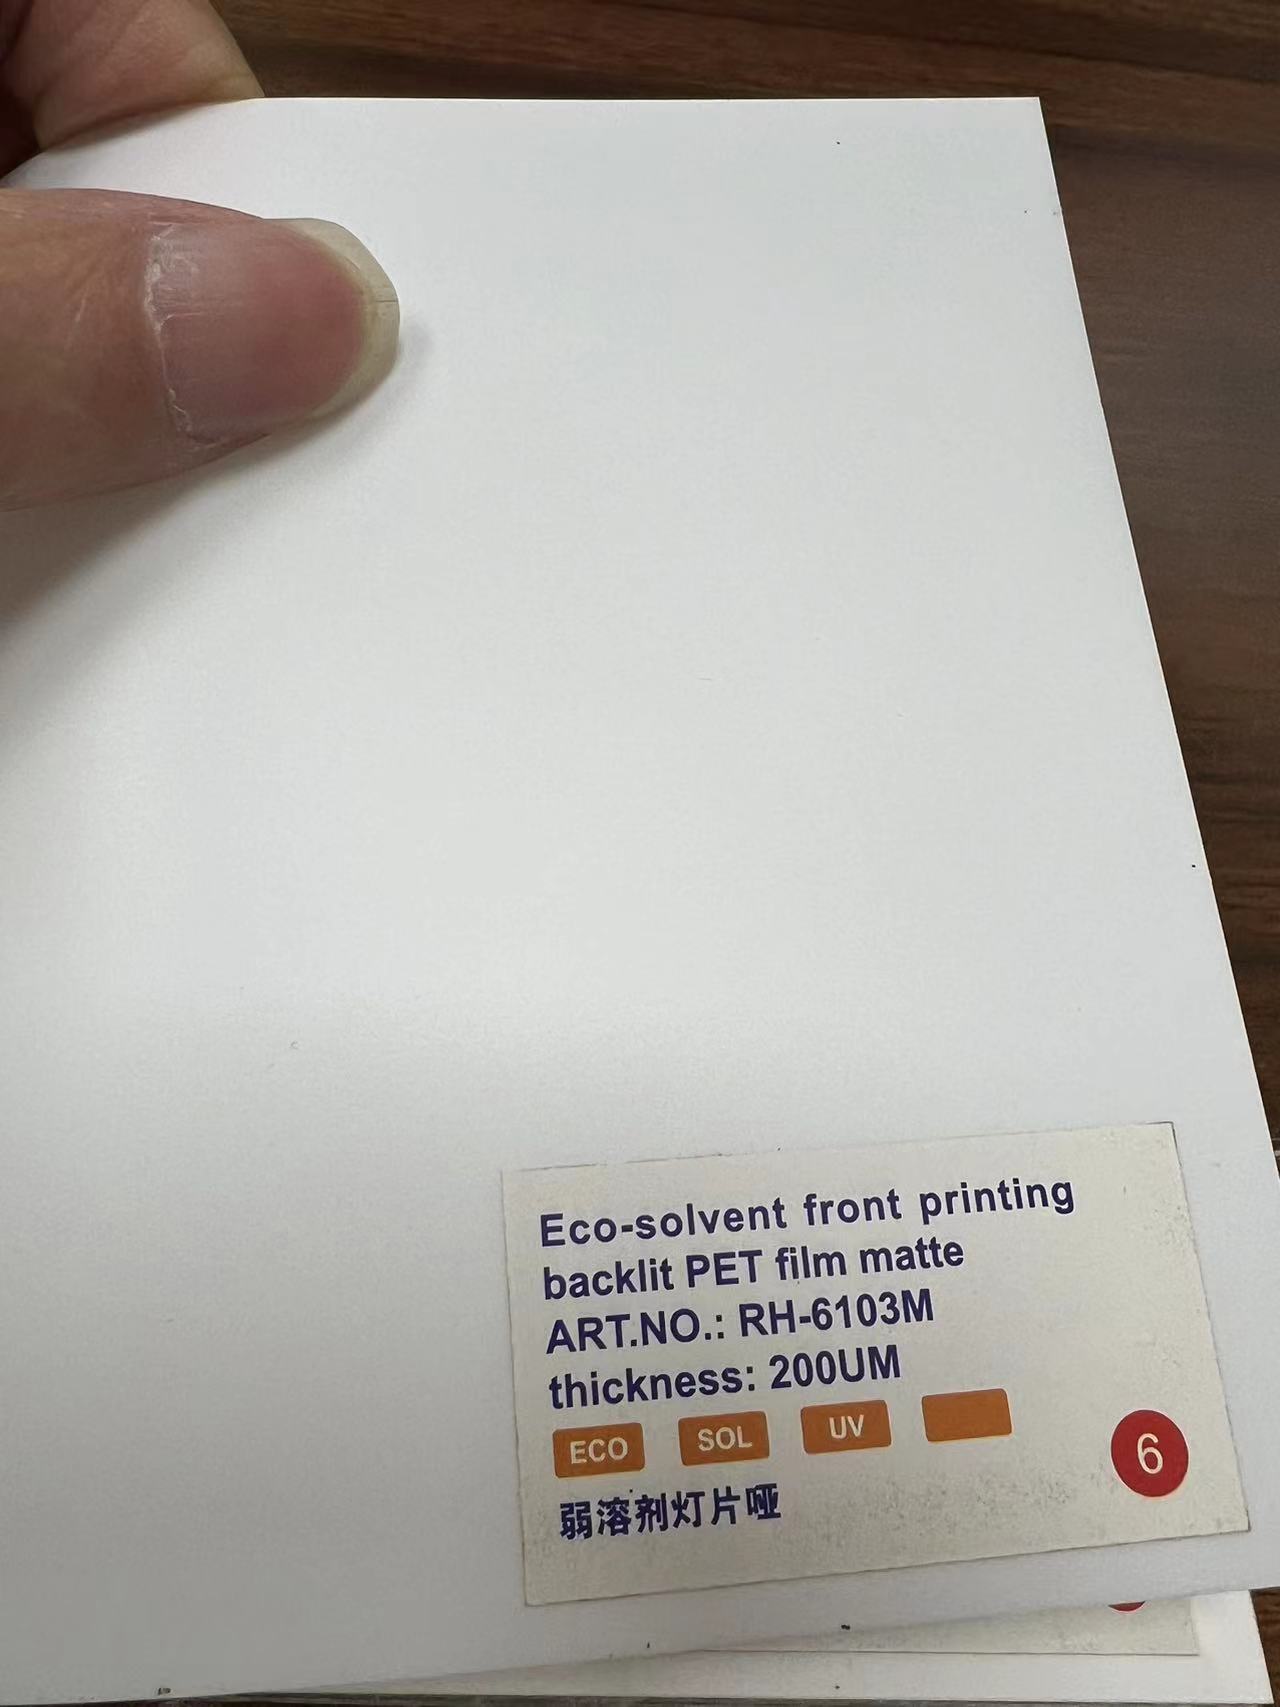 Eco-solvent front printing
backlit PET film matte
ART.NO.: RH-6103M
thickness: 200UM
ECO SOL UV
6
弱溶剂灯片哑